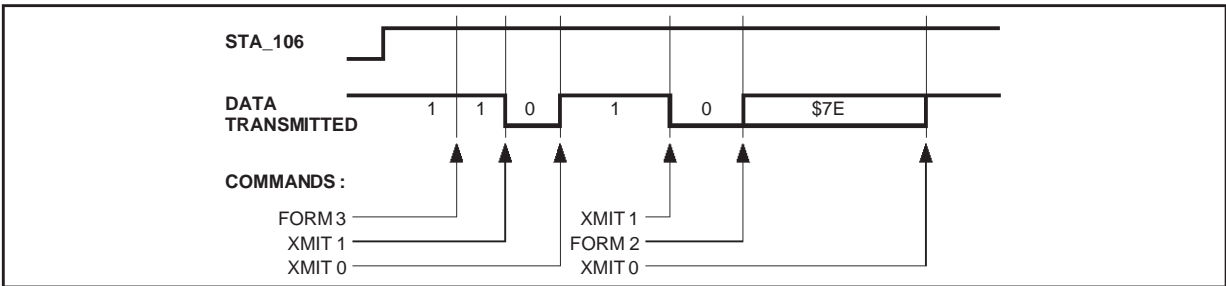 STA_106
DATA
TRANSMITTED
1 1 0 1 0 $7E
COMMANDS :
FORM 3 XMIT 1
XMIT 1 FORM 2
XMIT 0 XMIT 0